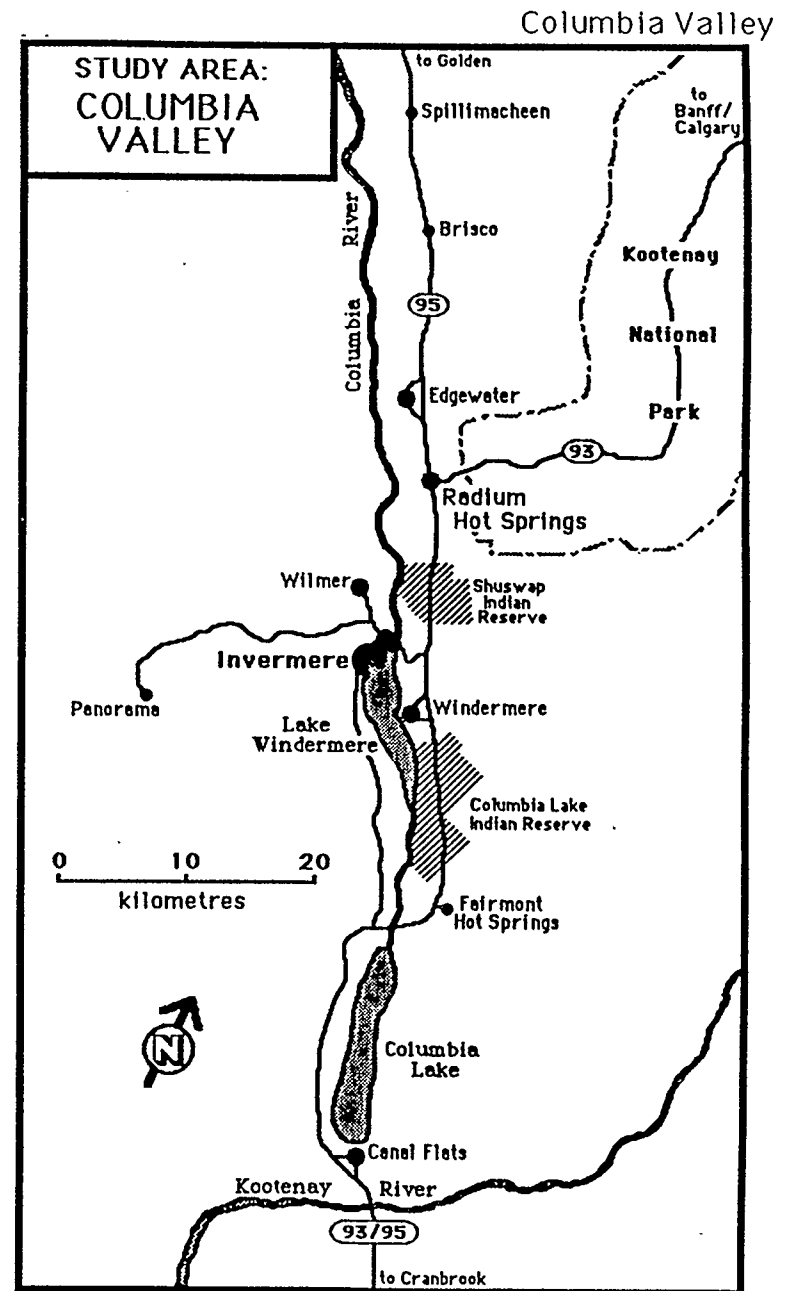 Columbia Valley
STUDY AREA:
COLUMBIA
VALLEY
to Golden
Spillimacheen
to
Banff/
Calgary
River
Brisco
Kootenay
95
Columbia
National
Edgewater
Park
93
Radium
Hot Springs
Wilmer
Shuswap
Indian
Reserve
Invermere
Panorama
Windermere
Lake
Windermere
Columbia Lake
Indian Reserve
0 10 20
kilometres
Fairmont
Hot Springs
N
Columbia
Lake
Canal Flats
Kootenay River
93/95
to Cranbrook